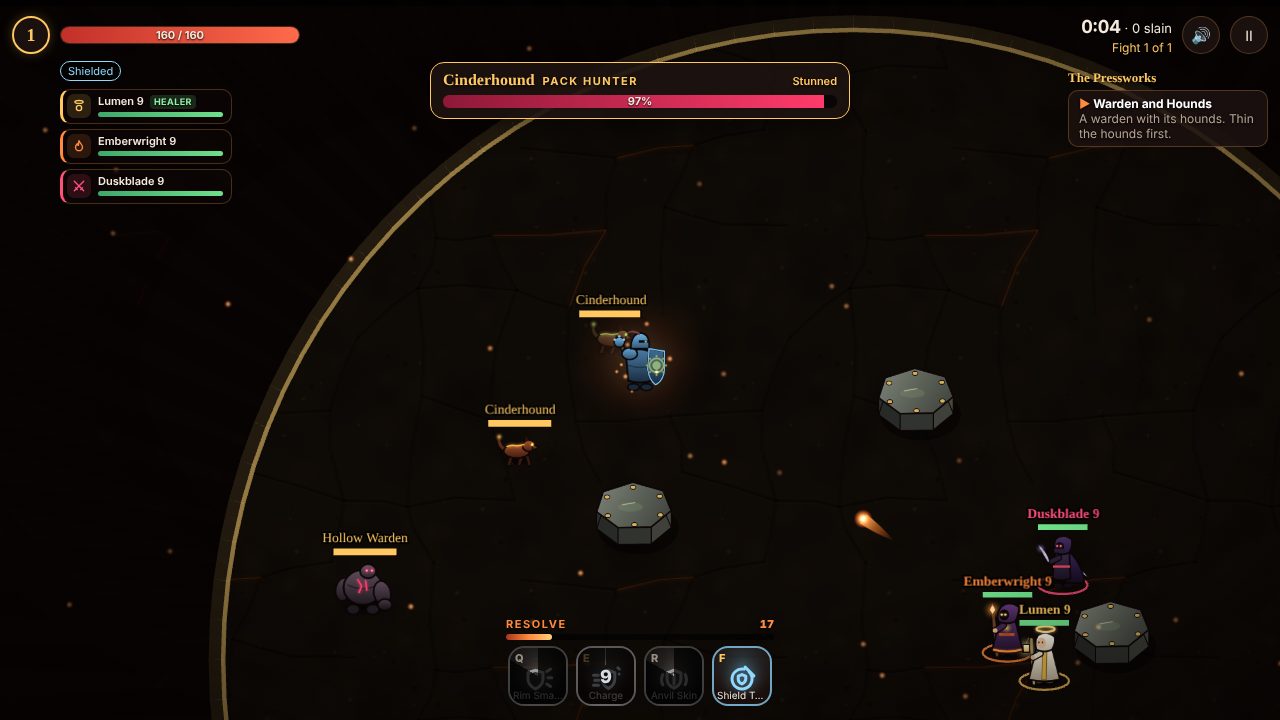 1
160 / 160
Shielded
Lumen 9 HEALER
Emberwright 9
Duskblade 9
Cinderhound PACK HUNTER Stunned
97%
0:04 · 0 slain
Fight 1 of 1
The Pressworks
Warden and Hounds
A warden with its hounds. Thin
the hounds first.
Cinderhound
Cinderhound
Hollow Warden
Duskblade 9
Emberwright 9
Lumen 9
RESOLVE 17
Q E R F
9
Rim Sma... Charge Anvil Skin Shield T...